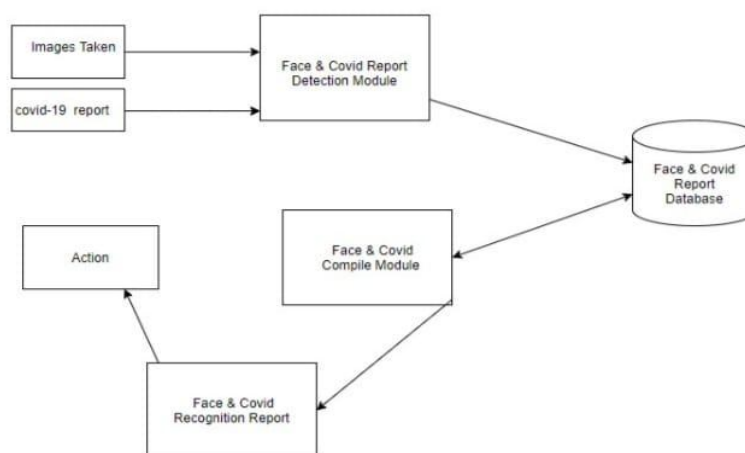 Images Taken
covid-19 report
Face & Covid Report
Detection Module
Face & Covid
Report
Database
Face & Covid
Compile Module
Action
Face & Covid
Recognition Report